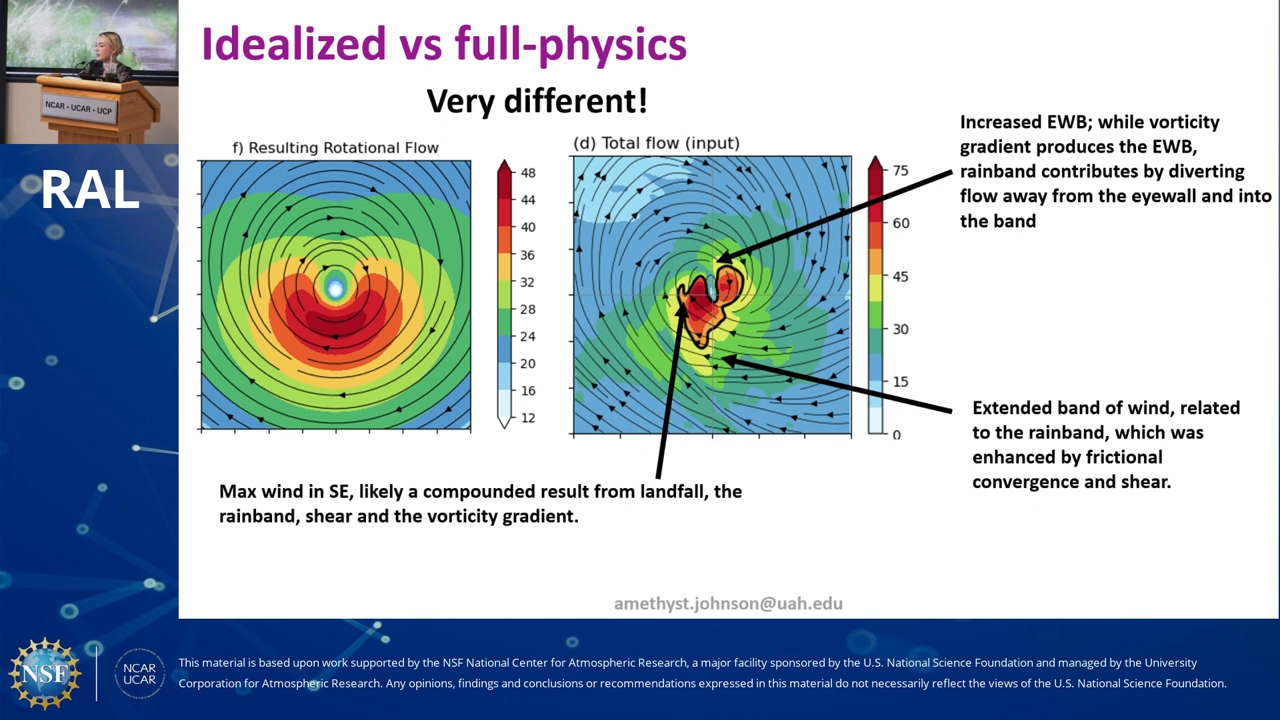 Idealized vs full-physics
Very different!
NCAR • UCAR • UCP
RAL
f) Resulting Rotational Flow
48
44
40
36
32
28
24
20
16
12
(d) Total flow (input)
75
60
45
30
15
0
Increased EWB; while vorticity
gradient produces the EWB,
rainband contributes by diverting
flow away from the eyewall and into
the band
Extended band of wind, related
to the rainband, which was
enhanced by frictional
convergence and shear.
Max wind in SE, likely a compounded result from landfall, the
rainband, shear and the vorticity gradient.
amethyst.johnson@uah.edu
NSF
NCAR
UCAR
This material is based upon work supported by the NSF National Center for Atmospheric Research, a major facility sponsored by the U.S. National Science Foundation and managed by the University
Corporation for Atmospheric Research. Any opinions, findings and conclusions or recommendations expressed in this material do not necessarily reflect the views of the U.S. National Science Foundation.